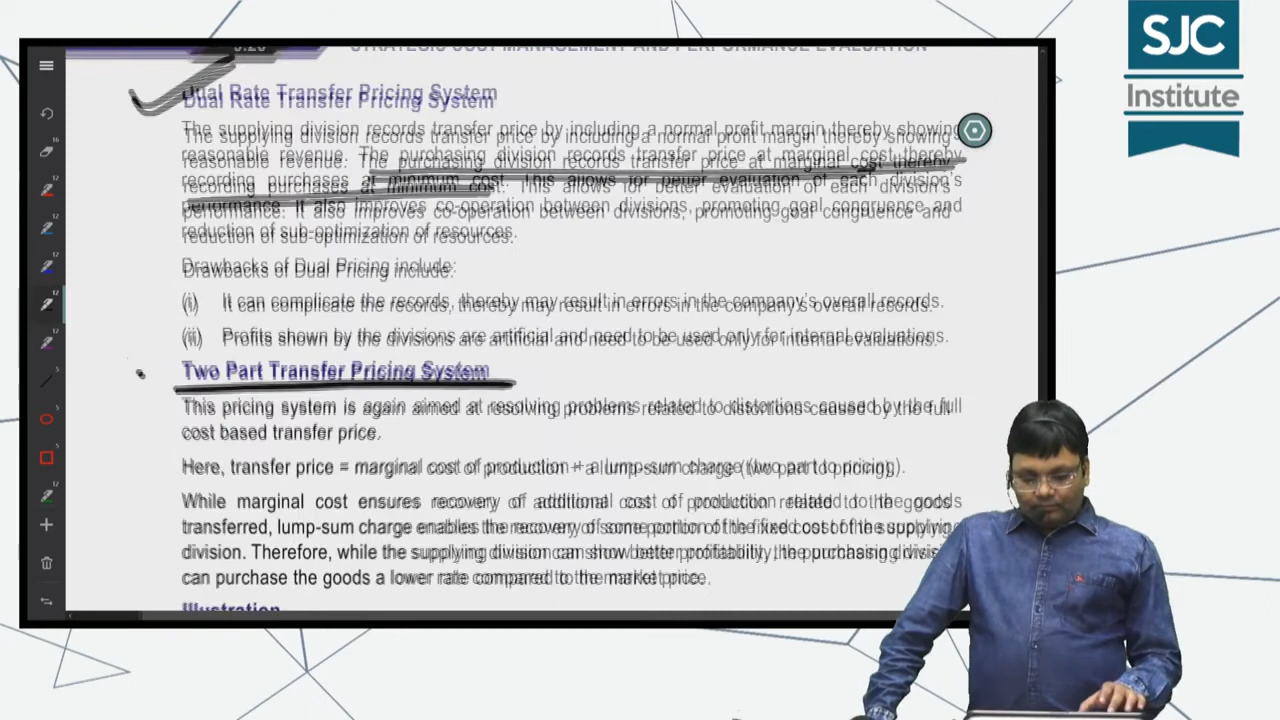 SJC
Institute
STRATEGIC COST MANAGEMENT AND PERFORMANCE EVALUATION
Dual Rate Transfer Pricing System
The supplying division records transfer price by including a normal profit margin thereby showing
reasonable revenue. The purchasing division records transfer price at marginal cost thereby
recording purchases at minimum cost. This allows for better evaluation of each division's
performance. It also improves co-operation between divisions, promoting goal congruence and
reduction of sub-optimization of resources.
Drawbacks of Dual Pricing include:
(i) It can complicate the records, thereby may result in errors in the company's overall records.
(ii) Profits shown by the divisions are artificial and need to be used only for internal evaluations.
Two Part Transfer Pricing System
This pricing system is again aimed at resolving problems related to distortions caused by the full
cost based transfer price.
Here, transfer price = marginal cost of production + a lump-sum charge (two part to pricing).
While marginal cost ensures recovery of additional cost of production related to the goods
transferred, lump-sum charge enables the recovery of some portion of the fixed cost of the supplying
division. Therefore, while the supplying division can show better profitability, the purchasing
can purchase the goods a lower rate compared to the market price.
Illustration